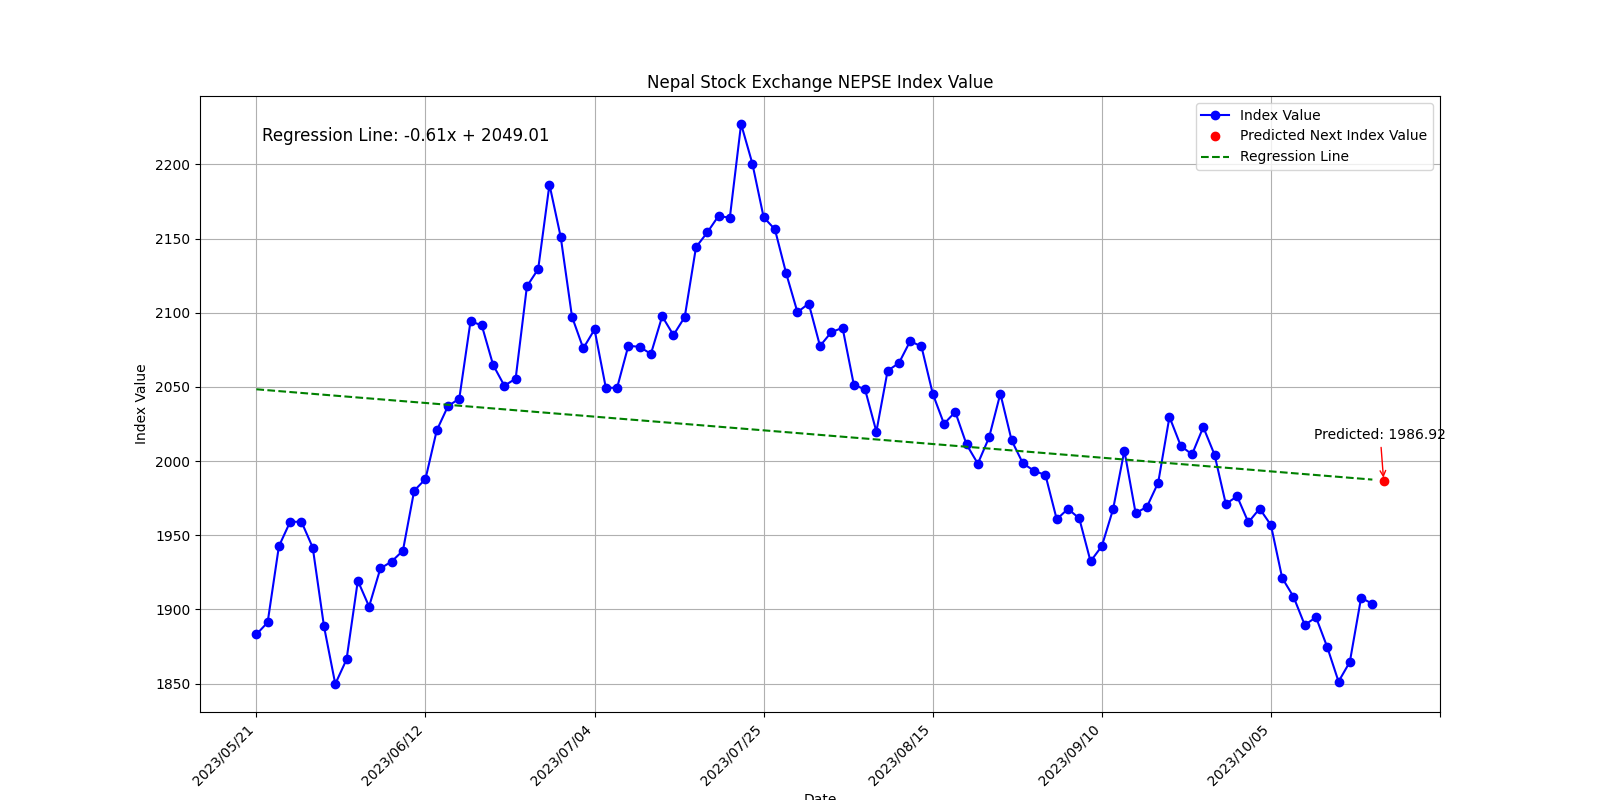 Nepal Stock Exchange NEPSE Index Value
Regression Line: -0.61x + 2049.01
Index Value
Predicted Next Index Value
Regression Line
2200
2150
2100
2050
2000
1950
1900
1850
Index Value
Predicted: 1986.92
2023/05/21
2023/06/12
2023/07/04
2023/07/25
2023/08/15
2023/09/10
2023/10/05
Date